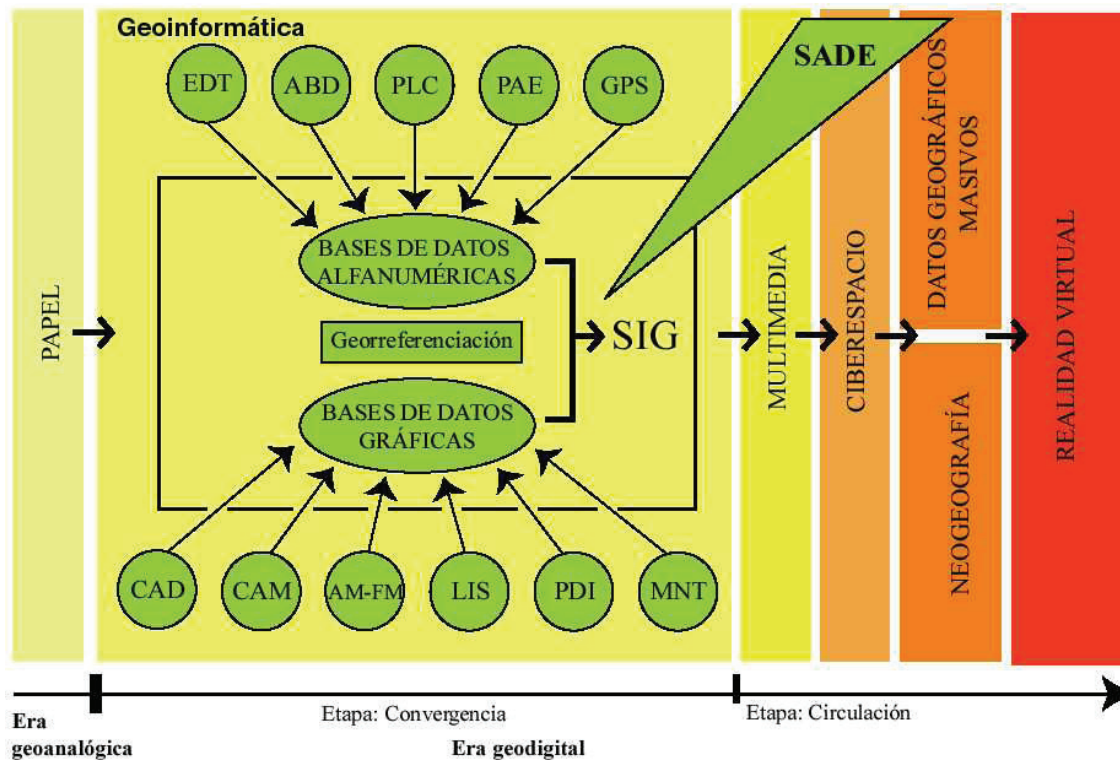 Geoinformática
EDT
ABD
PLC
PAE
GPS
SADE
BASES DE DATOS
ALFANUMÉRICAS
Georreferenciación
SIG
BASES DE DATOS
GRÁFICAS
CAD
CAM
AM-FM
LIS
PDI
MNT
PAPEL
MULTIMEDIA
CIBERESPACIO
DATOS GEOGRÁFICOS
MASIVOS
NEOGEOGRAFÍA
REALIDAD VIRTUAL
Era
geoanalógica
Etapa: Convergencia
Era geodigital
Etapa: Circulación